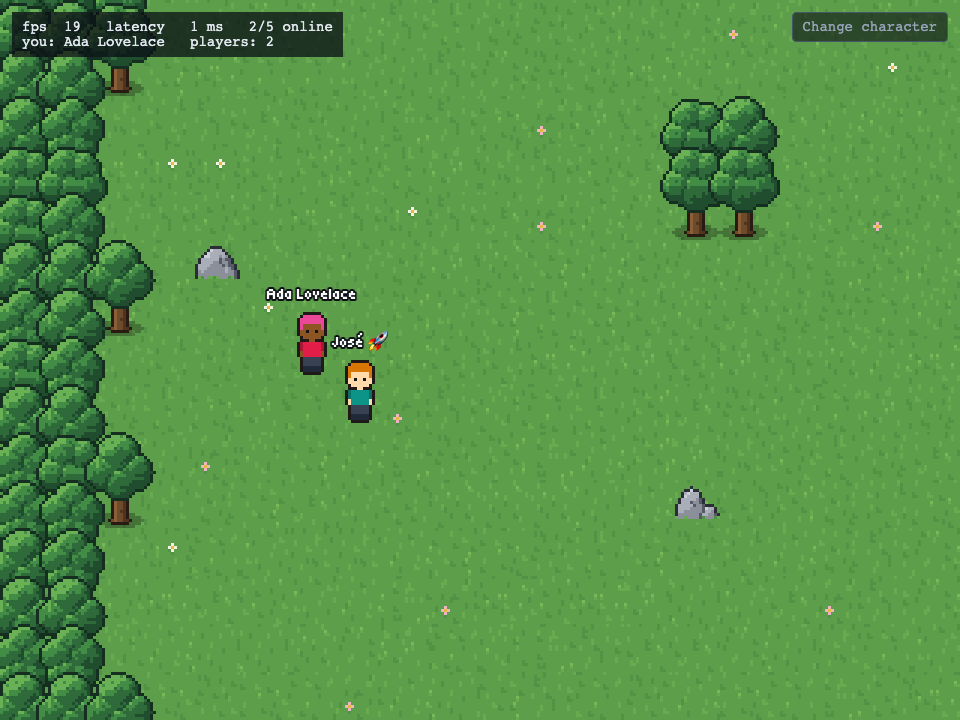 fps 19 latency 1 ms 2/5 online
you: Ada Lovelace players: 2
Change character
Ada Lovelace
José 🚀